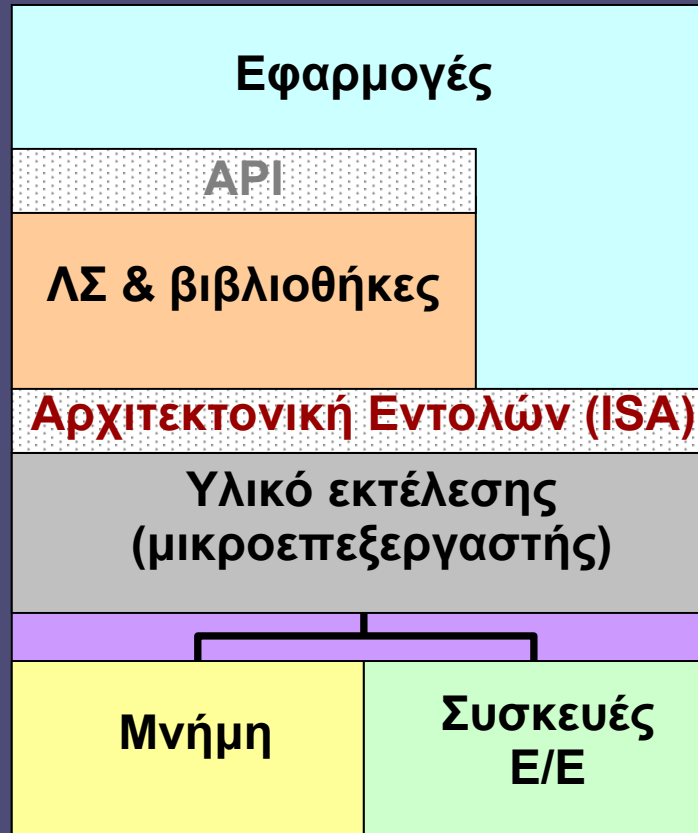 Εφαρμογές
API
ΛΣ & βιβλιοθήκες
Αρχιτεκτονική Εντολών (ISA)
Υλικό εκτέλεσης
(μικροεπεξεργαστής)
Μνήμη
Συσκευές
Ε/Ε